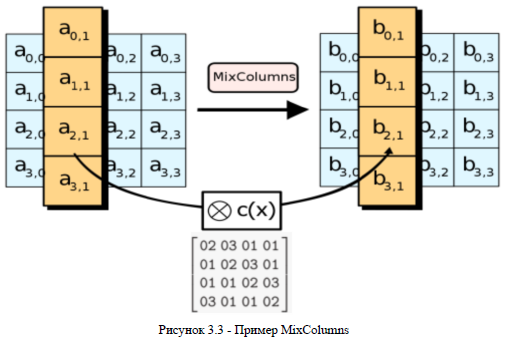 a0,1 b0,1
a0,0 a0,2 a0,3 b0,0 b0,2 b0,3
MixColumns
a1,0 a1,1 a1,2 a1,3 b1,0 b1,1 b1,2 b1,3
a2,0 a2,1 a2,2 a2,3 b2,0 b2,1 b2,2 b2,3
a3,0 a3,1 a3,2 a3,3 b3,0 b3,1 b3,2 b3,3
⊗ c(x)
02 03 01 01
01 02 03 01
01 01 02 03
03 01 01 02
Рисунок 3.3 - Пример MixColumns